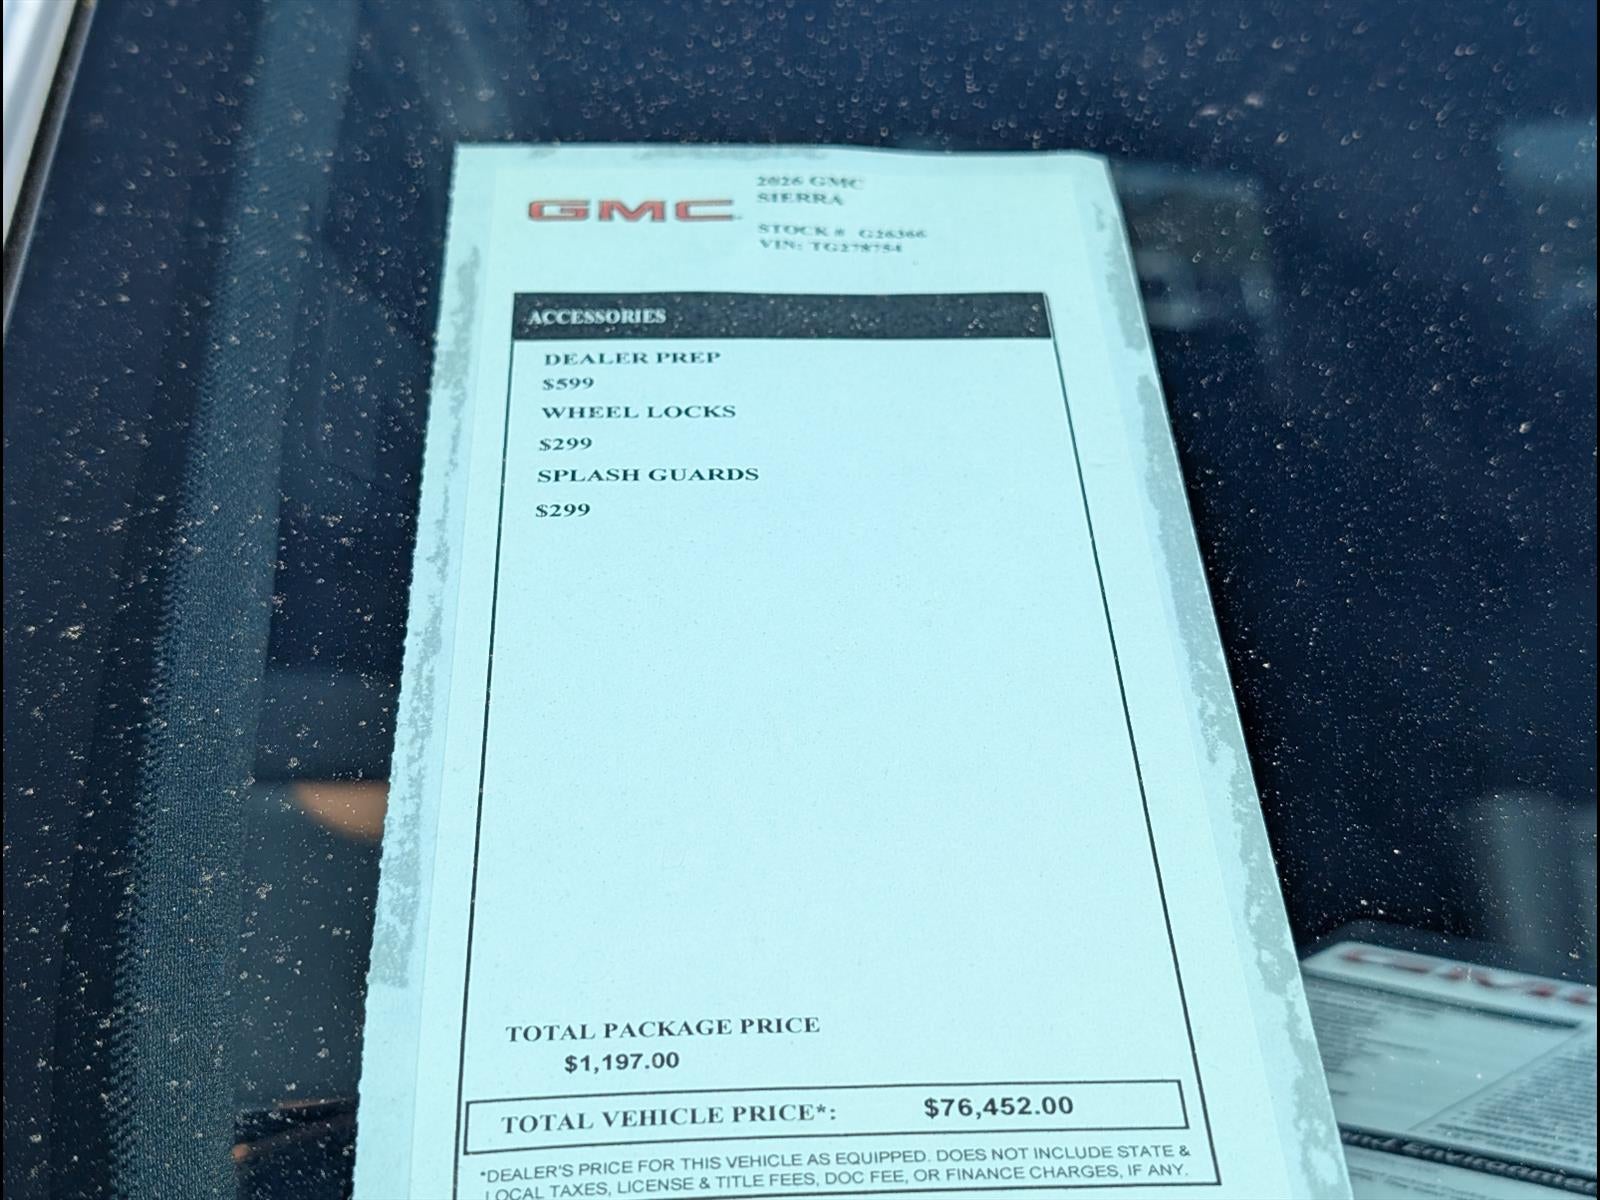 GMC
2026 GMC
SIERRA
STOCK # G26366
VIN: TG278754
ACCESSORIES
DEALER PREP
$599
WHEEL LOCKS
$299
SPLASH GUARDS
$299
TOTAL PACKAGE PRICE
$1,197.00
TOTAL VEHICLE PRICE*: $76,452.00
*DEALER'S PRICE FOR THIS VEHICLE AS EQUIPPED. DOES NOT INCLUDE STATE &
LOCAL TAXES, LICENSE & TITLE FEES, DOC FEE, OR FINANCE CHARGES, IF ANY.
GMC